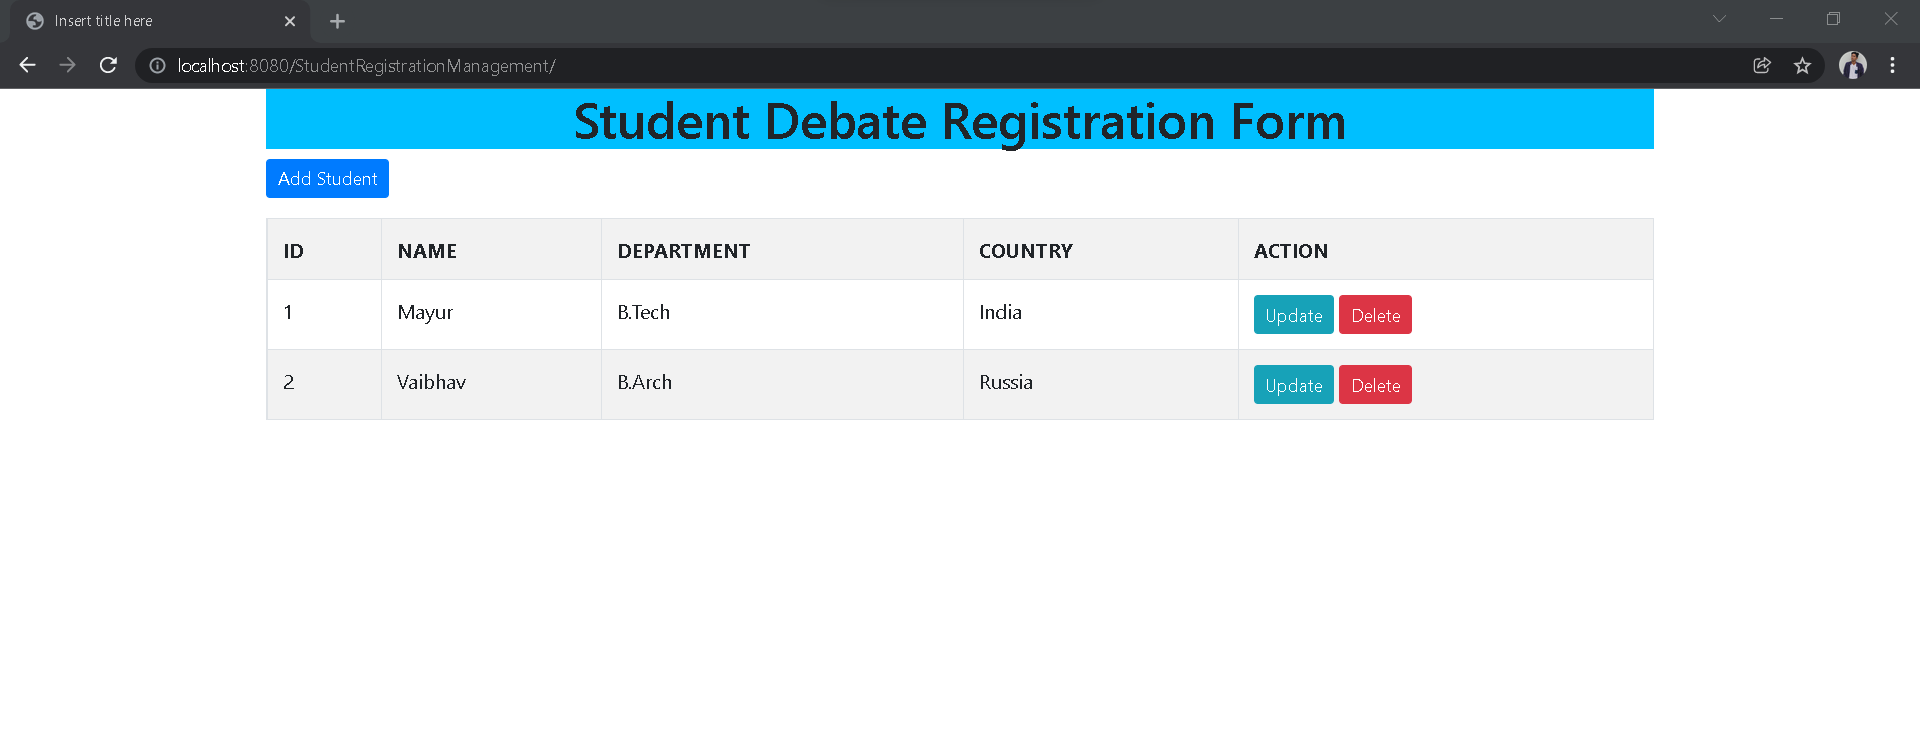 Insert title here
localhost:8080/StudentRegistrationManagement/
Student Debate Registration Form
Add Student
ID NAME DEPARTMENT COUNTRY ACTION
1 Mayur B.Tech India Update Delete
2 Vaibhav B.Arch Russia Update Delete